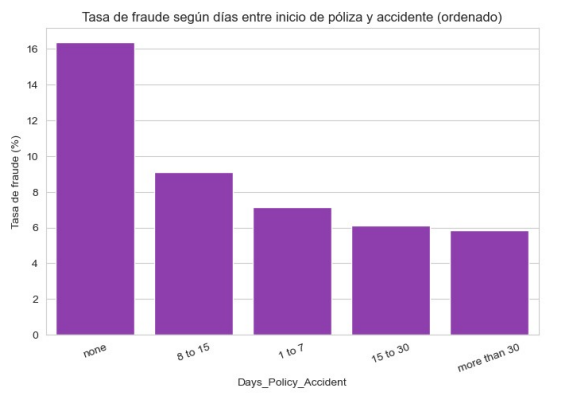 Tasa de fraude según días entre inicio de póliza y accidente (ordenado)
Tasa de fraude (%)
16
14
12
10
8
6
4
2
0
none
8 to 15
1 to 7
15 to 30
more than 30
Days_Policy_Accident